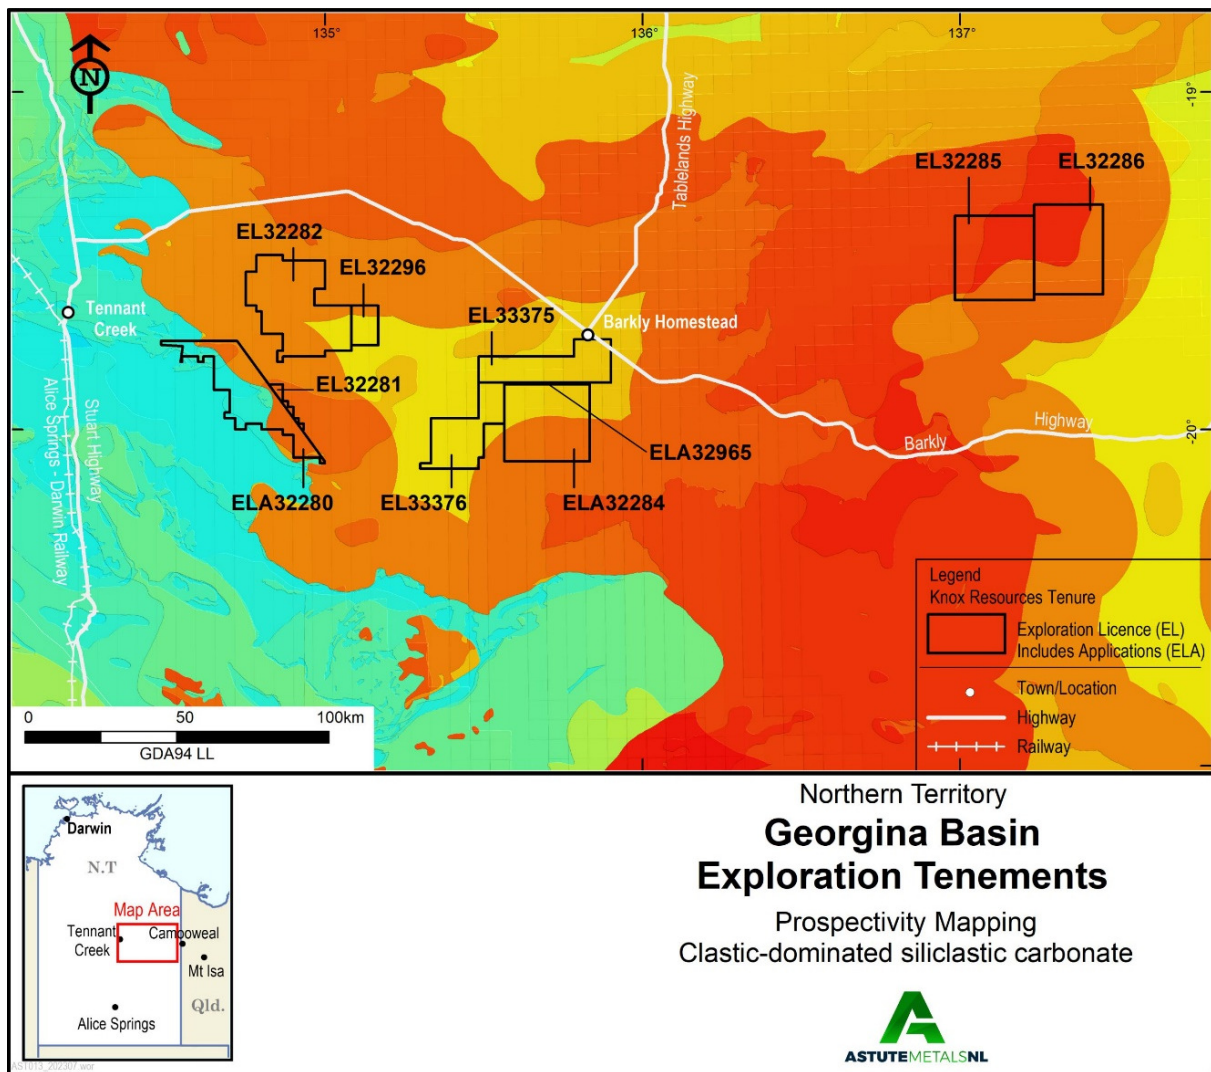 135°
136°
137°
-19°
N
Tablelands Highway
EL32285
EL32286
EL32282
EL32296
EL33375
Barkly Homestead
Tennant
Creek
EL32281
Stuart Highway
Alice Springs - Darwin Railway
ELA32965
-20°
Highway
Barkly
ELA32280
EL33376
ELA32284
Legend
Knox Resources Tenure
Exploration Licence (EL)
Includes Applications (ELA)
Town/Location
Highway
Railway
0 50 100km
GDA94 LL
Darwin
N.T
Map Area
Tennant
Creek
Camooweal
Mt Isa
Qld.
Alice Springs
AST013_202307.wor
Northern Territory
Georgina Basin
Exploration Tenements
Prospectivity Mapping
Clastic-dominated siliclastic carbonate
ASTUTEMETALSNL